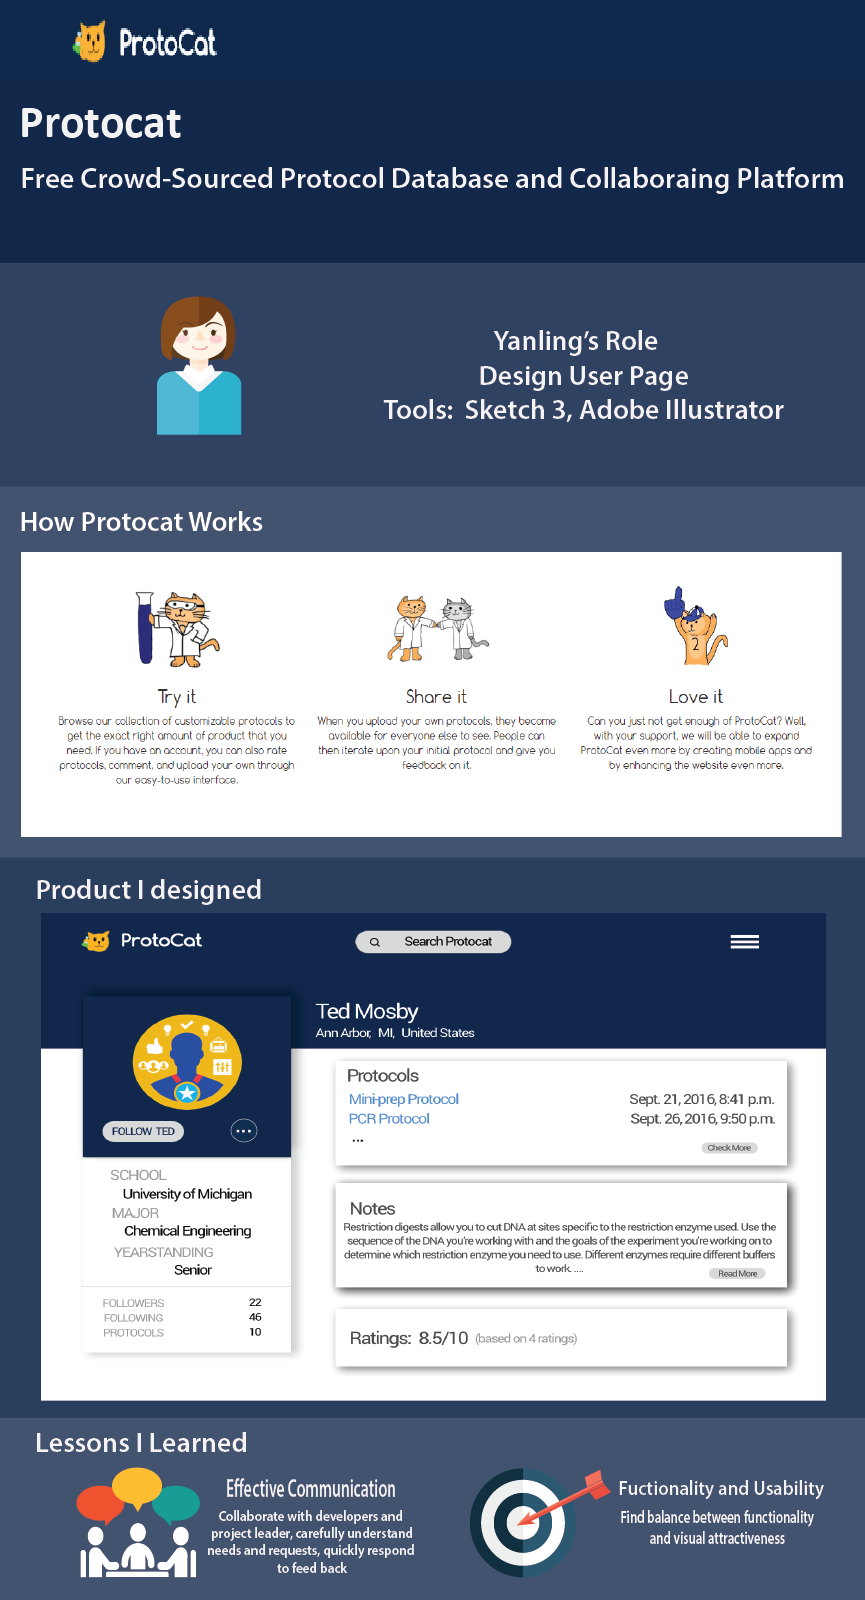 ProtoCat
Protocat
Free Crowd-Sourced Protocol Database and Collaboraing Platform
Yanling's Role
Design User Page
Tools: Sketch 3, Adobe Illustrator
How Protocat Works
Try it
Browse our collection of customizable protocols to
get the exact right amount of product that you
need. If you have an account, you can also rate
protocols, comment, and upload your own through
our easy-to-use interface.
Share it
When you upload your own protocols, they become
available for everyone else to see. People can
then iterate upon your initial protocol and give you
feedback on it.
2
Love it
Can you just not get enough of ProtoCat? Well,
with your support, we will be able to expand
ProtoCat even more by creating mobile apps and
by enhancing the website even more.
Product I designed
ProtoCat
Search Protocat
Ted Mosby
Ann Arbor, MI, United States
FOLLOW TED
SCHOOL
University of Michigan
MAJOR
Chemical Engineering
YEARSTANDING
Senior
FOLLOWERS 22
FOLLOWING 46
PROTOCOLS 10
Protocols
Mini-prep Protocol Sept. 21, 2016, 8:41 p.m.
PCR Protocol Sept. 26, 2016, 9:50 p.m.
...
Check More
Notes
Restriction digests allow you to cut DNA at sites specific to the restriction enzyme used. Use the
sequence of the DNA you're working with and the goals of the experiment you're working on to
determine which restriction enzyme you need to use. Different enzymes require different buffers
to work. ....
Read More
Ratings: 8.5/10 (based on 4 ratings)
Lessons I Learned
Effective Communication
Collaborate with developers and
project leader, carefully understand
needs and requests, quickly respond
to feed back
Fuctionality and Usability
Find balance between functionality
and visual attractiveness